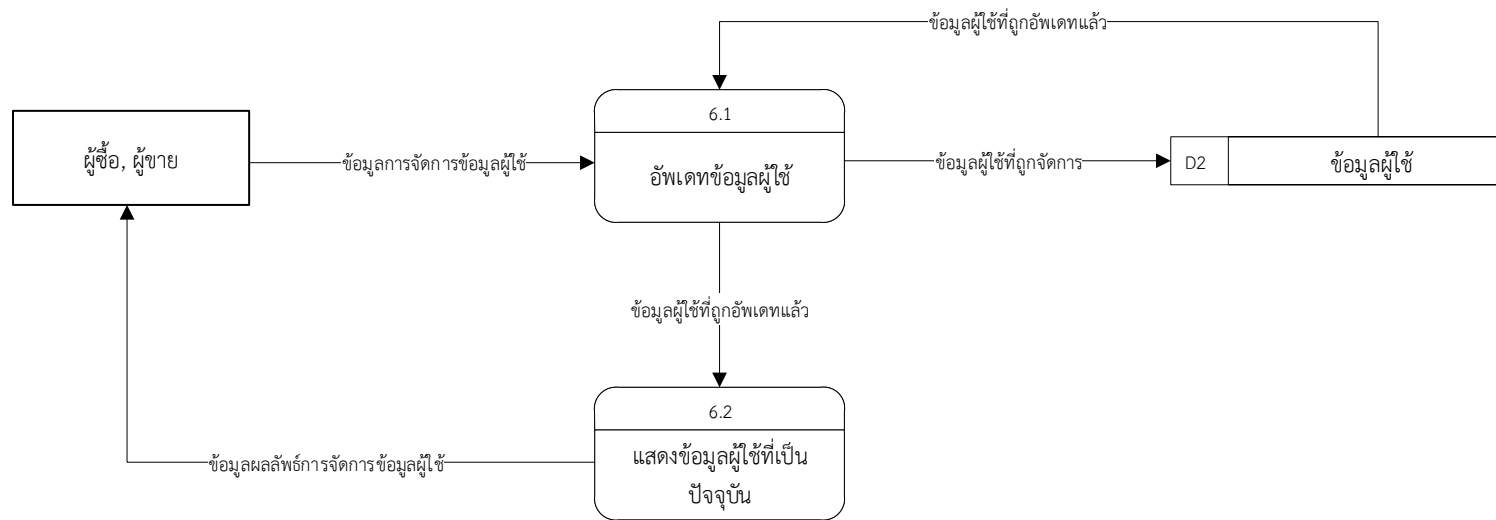 ข้อมูลผู้ใช้ที่ถูกอัพเดทแล้ว
6.1
ผู้ซื้อ, ผู้ขาย
ข้อมูลการจัดการข้อมูลผู้ใช้
อัพเดทข้อมูลผู้ใช้
ข้อมูลผู้ใช้ที่ถูกจัดการ
D2
ข้อมูลผู้ใช้
ข้อมูลผู้ใช้ที่ถูกอัพเดทแล้ว
6.2
ข้อมูลผลลัพธ์การจัดการข้อมูลผู้ใช้
แสดงข้อมูลผู้ใช้ที่เป็น
ปัจจุบัน